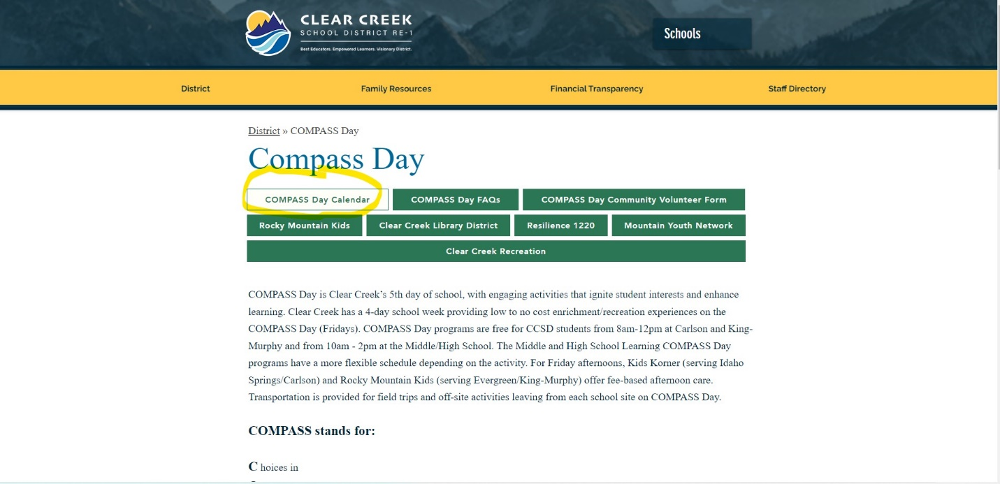 CLEAR CREEK
SCHOOL DISTRICT RE-1
Best Educators. Empowered Learners. Visionary District.
Schools
District Family Resources Financial Transparency Staff Directory
District » COMPASS Day
Compass Day
COMPASS Day Calendar COMPASS Day FAQs COMPASS Day Community Volunteer Form
Rocky Mountain Kids Clear Creek Library District Resilience 1220 Mountain Youth Network
Clear Creek Recreation
COMPASS Day is Clear Creek’s 5th day of school, with engaging activities that ignite student interests and enhance
learning. Clear Creek has a 4-day school week providing low to no cost enrichment/recreation experiences on the
COMPASS Day (Fridays). COMPASS Day programs are free for CCSD students from 8am-12pm at Carlson and King-
Murphy and from 10am - 2pm at the Middle/High School. The Middle and High School Learning COMPASS Day
programs have a more flexible schedule depending on the activity. For Friday afternoons, Kids Korner (serving Idaho
Springs/Carlson) and Rocky Mountain Kids (serving Evergreen/King-Murphy) offer fee-based afternoon care.
Transportation is provided for field trips and off-site activities leaving from each school site on COMPASS Day.
COMPASS stands for:
C hoices in